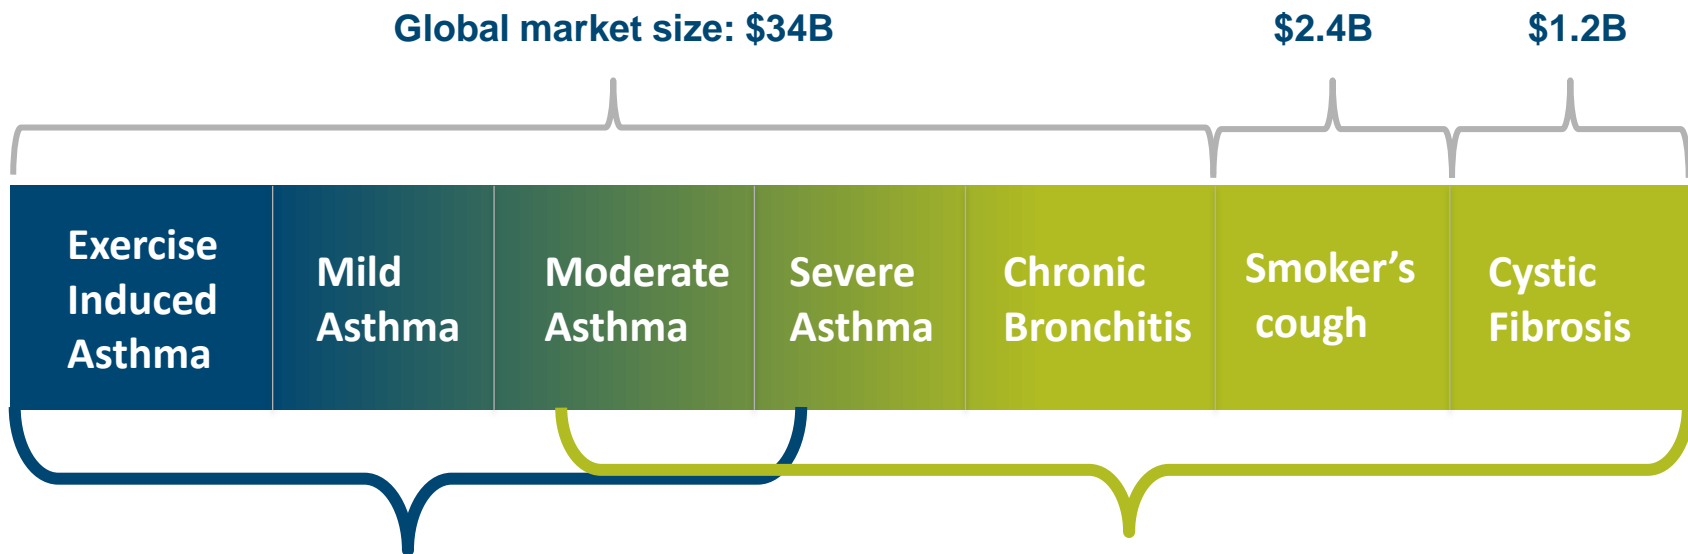 Global market size: $34B
$2.4B
$1.2B
Exercise
Induced
Asthma
Mild
Asthma
Moderate
Asthma
Severe
Asthma
Chronic
Bronchitis
Smoker’s
cough
Cystic
Fibrosis